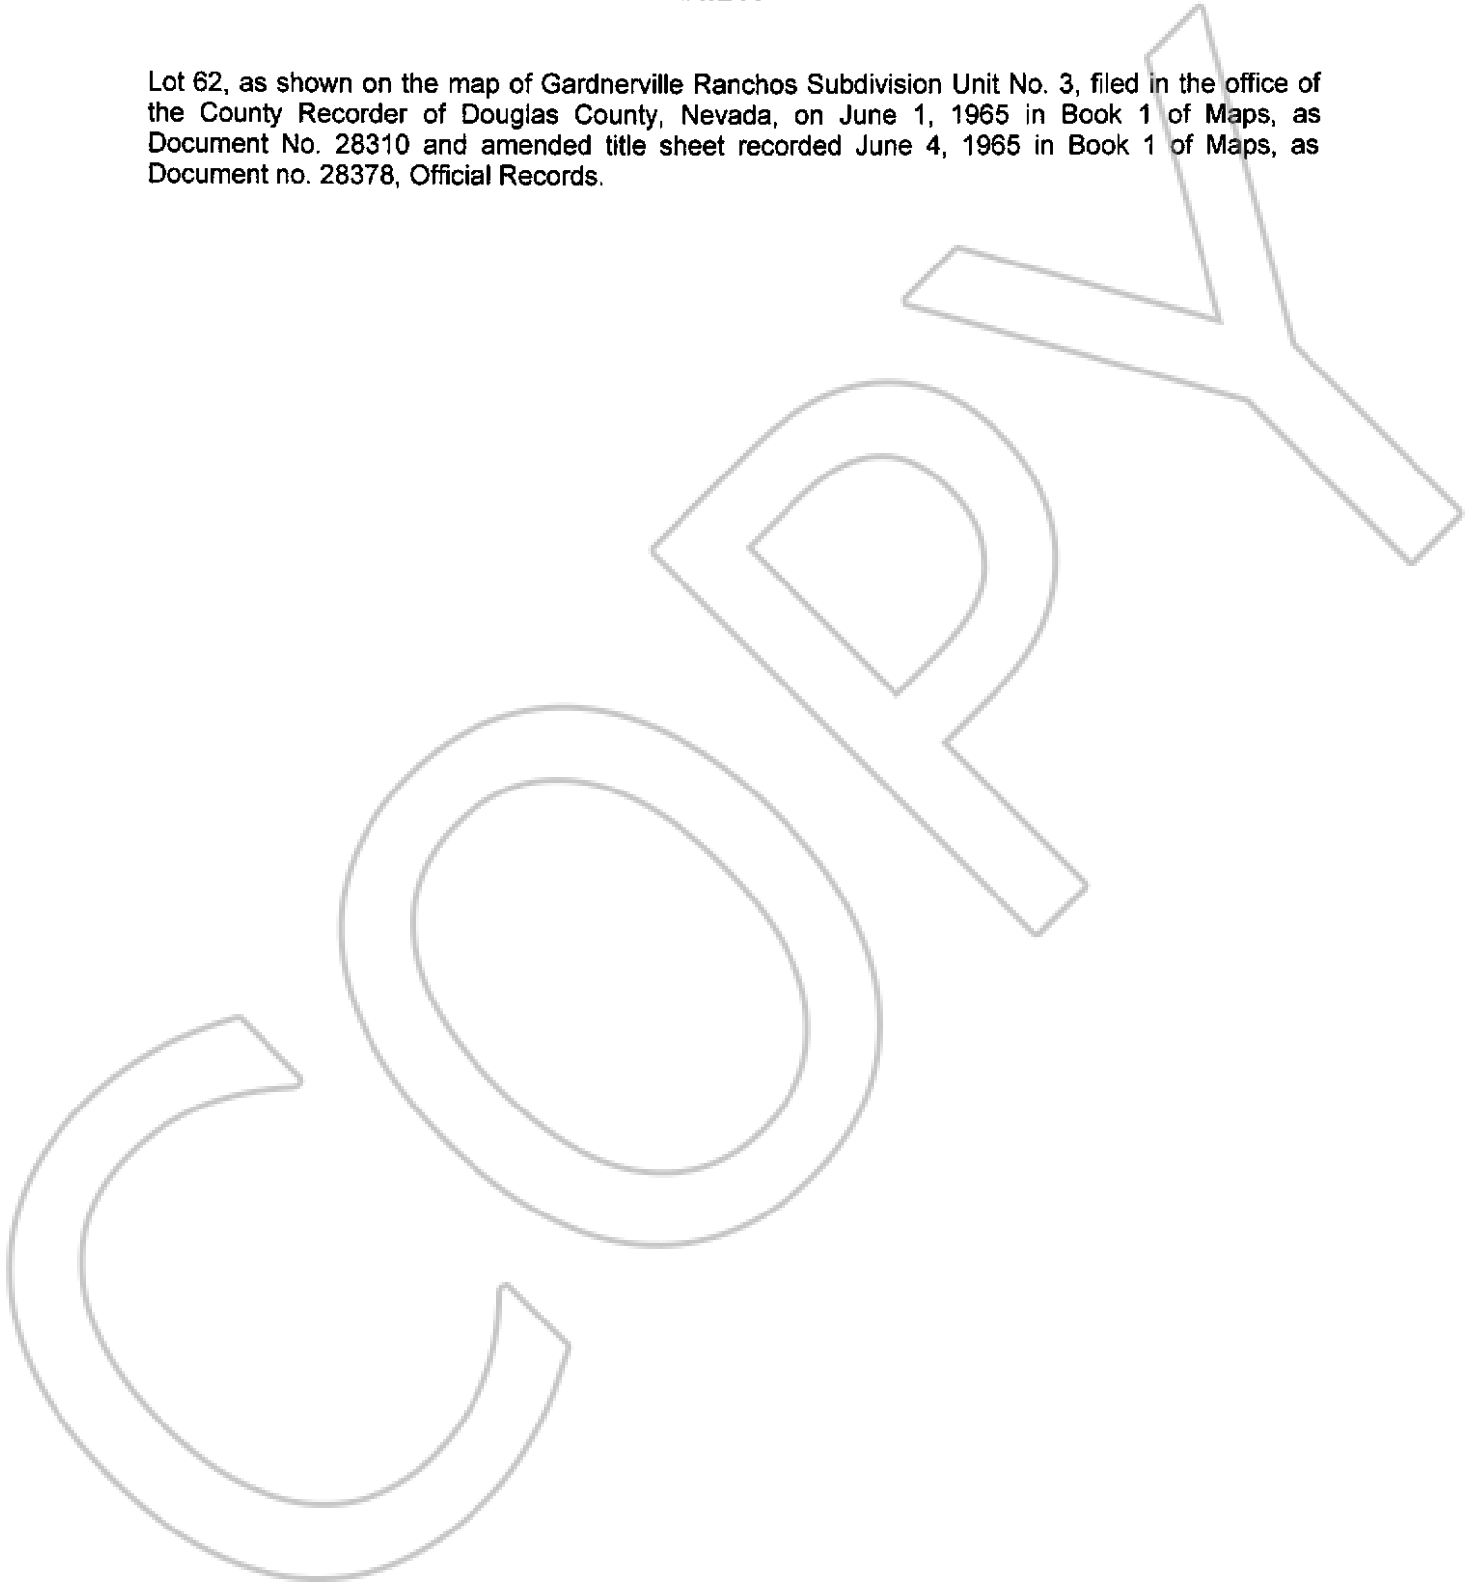 Lot 62, as shown on the map of Gardnerville Ranchos Subdivision Unit No. 3, filed in the office of
the County Recorder of Douglas County, Nevada, on June 1, 1965 in Book 1 of Maps, as
Document No. 28310 and amended title sheet recorded June 4, 1965 in Book 1 of Maps, as
Document no. 28378, Official Records.
COPY